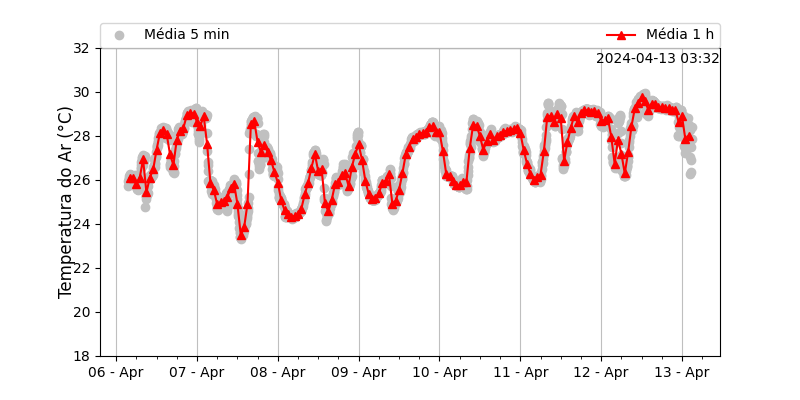 Média 5 min
Média 1 h
2024-04-13 03:32
Temperatura do Ar (°C)
32
30
28
26
24
22
20
18
06 - Apr
07 - Apr
08 - Apr
09 - Apr
10 - Apr
11 - Apr
12 - Apr
13 - Apr